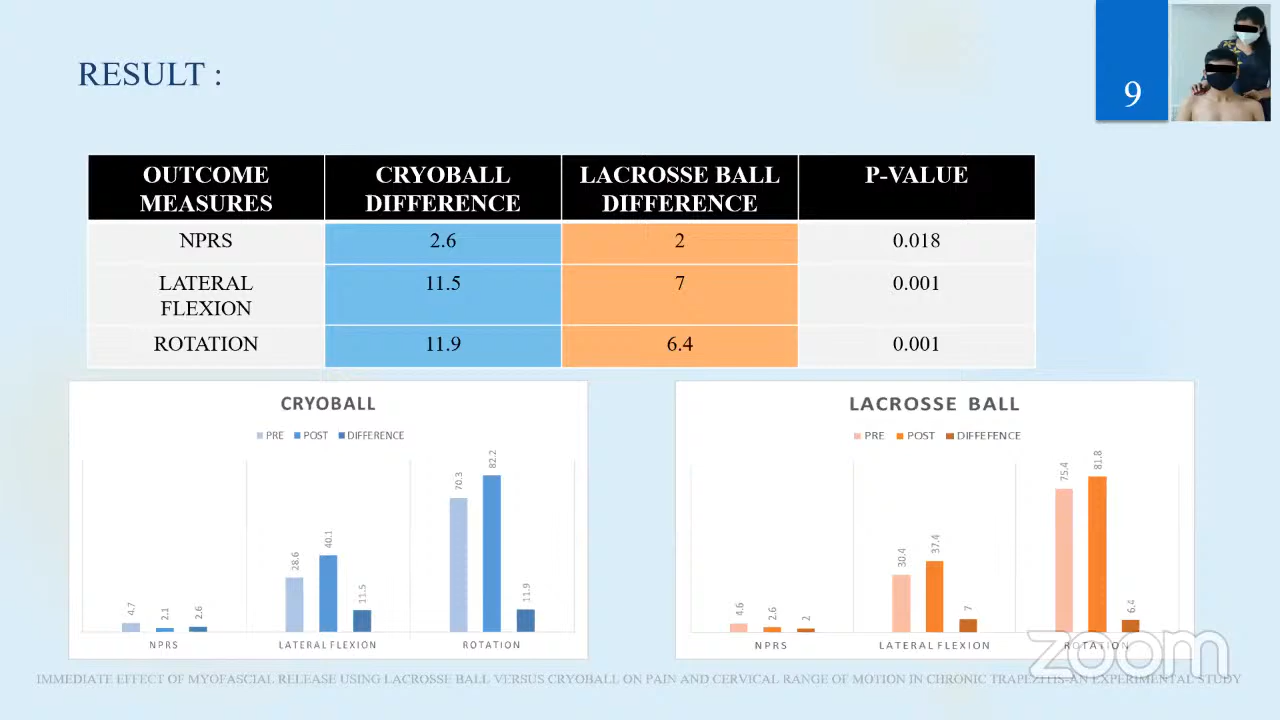 RESULT :
9
OUTCOME MEASURES
CRYOBALL DIFFERENCE
LACROSSE BALL DIFFERENCE
P-VALUE
NPRS 2.6 2 0.018
LATERAL FLEXION 11.5 7 0.001
ROTATION 11.9 6.4 0.001
CRYOBALL
PRE POST DIFFERENCE
4.7 2.1 2.6 28.6 40.1 11.5 70.3 82.2 11.9
NPRS LATERAL FLEXION ROTATION
LACROSSE BALL
PRE POST DIFFEFENCE
4.6 2.6 2 30.4 37.4 7 75.4 81.8 6.4
NPRS LATERAL FLEXION ROTATION
zoom
IMMEDIATE EFFECT OF MYOFASCIAL RELEASE USING LACROSSE BALL VERSUS CRYOBALL ON PAIN AND CERVICAL RANGE OF MOTION IN CHRONIC TRAPEZITIS-AN EXPERIMENTAL STUDY